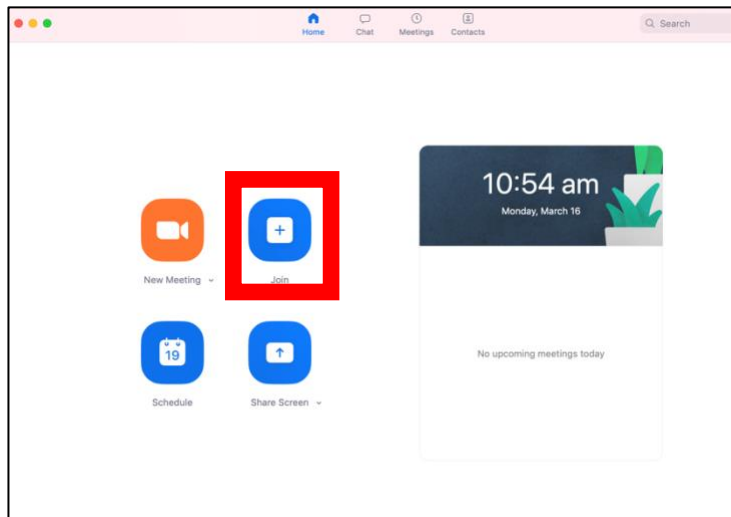 Home
Chat
Meetings
Contacts
Search
10:54 am
Monday, March 16
New Meeting
Join
No upcoming meetings today
19
Schedule
Share Screen